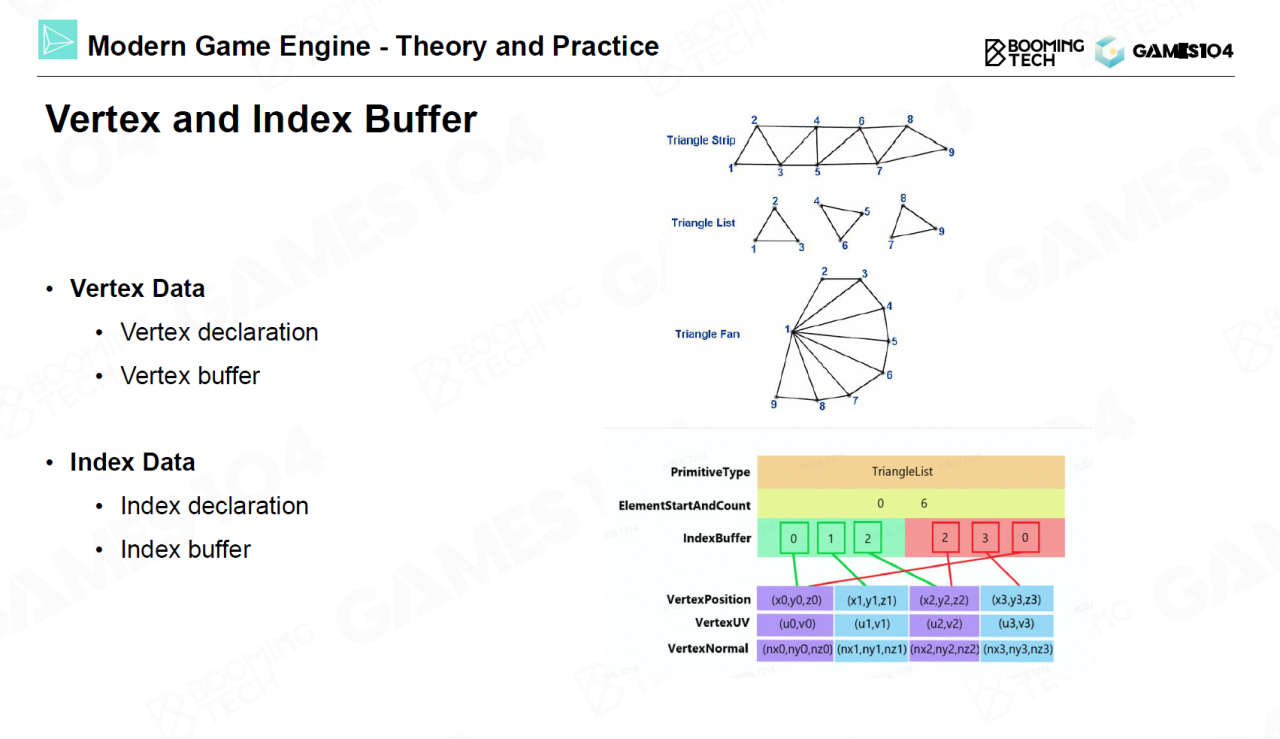 Modern Game Engine - Theory and Practice
BOOMING
TECH
GAMES104
Vertex and Index Buffer
• Vertex Data
• Vertex declaration
• Vertex buffer
• Index Data
• Index declaration
• Index buffer
Triangle Strip
2 4 6 8
1 3 5 7 9
Triangle List
2 4 5 8
1 3 6 7 9
Triangle Fan
2 3
4
1
5
6
9 8 7
PrimitiveType TriangleList
ElementStartAndCount 0 6
IndexBuffer 0 1 2 2 3 0
VertexPosition (x0,y0,z0) (x1,y1,z1) (x2,y2,z2) (x3,y3,z3)
VertexUV (u0,v0) (u1,v1) (u2,v2) (u3,v3)
VertexNormal (nx0,ny0,nz0) (nx1,ny1,nz1) (nx2,ny2,nz2) (nx3,ny3,nz3)